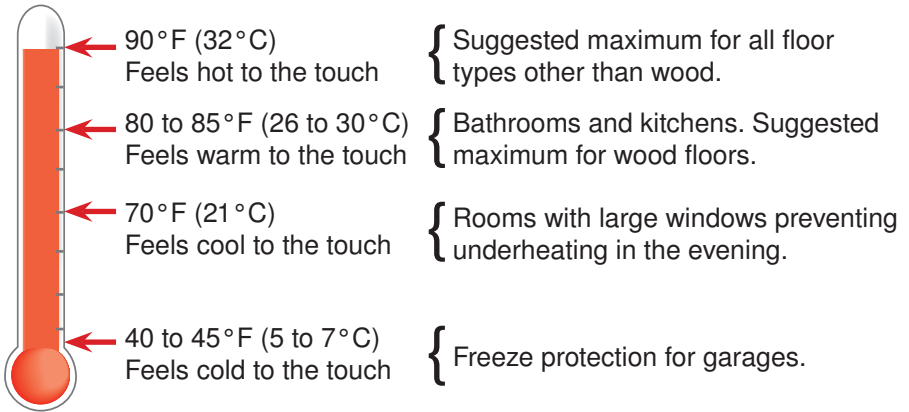 90°F (32°C)
Feels hot to the touch
Suggested maximum for all floor
types other than wood.
80 to 85°F (26 to 30°C)
Feels warm to the touch
Bathrooms and kitchens. Suggested
maximum for wood floors.
70°F (21°C)
Feels cool to the touch
Rooms with large windows preventing
underheating in the evening.
40 to 45°F (5 to 7°C)
Feels cold to the touch
Freeze protection for garages.